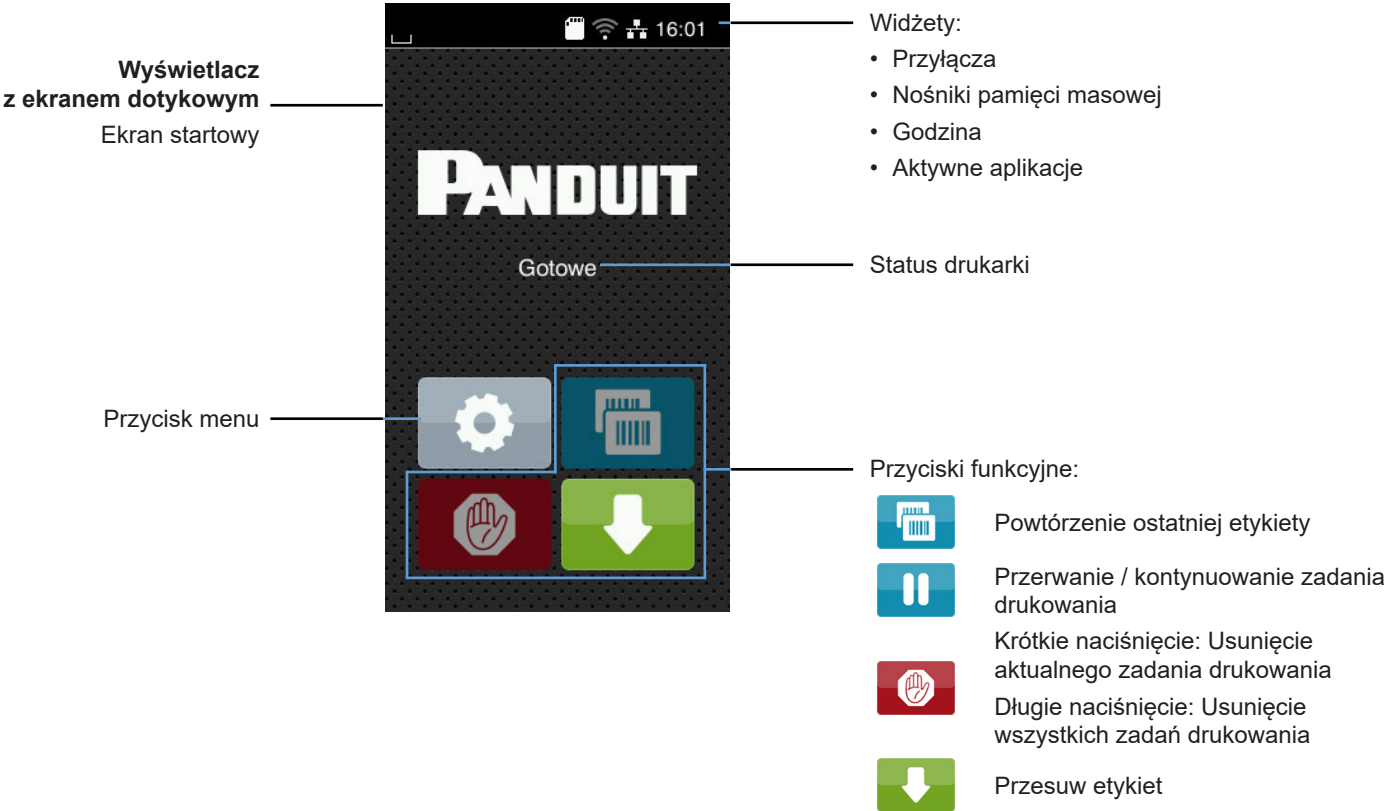 Wyświetlacz
z ekranem dotykowym
Ekran startowy
16:01
PANDUIT
Gotowe
Przycisk menu
Widżety:
• Przyłącza
• Nośniki pamięci masowej
• Godzina
• Aktywne aplikacje
Status drukarki
Przyciski funkcyjne:
Powtórzenie ostatniej etykiety
Przerwanie / kontynuowanie zadania
drukowania
Krótkie naciśnięcie: Usunięcie
aktualnego zadania drukowania
Długie naciśnięcie: Usunięcie
wszystkich zadań drukowania
Przesuw etykiet